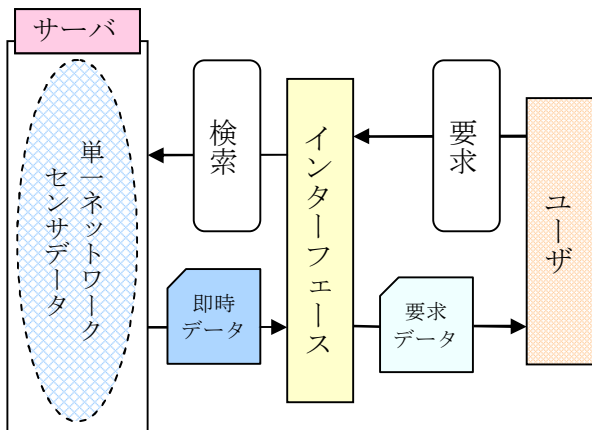 サーバ
単一ネットワーク
センサデータ
検索
即時
データ
インターフェース
要求
要求
データ
ユーザ